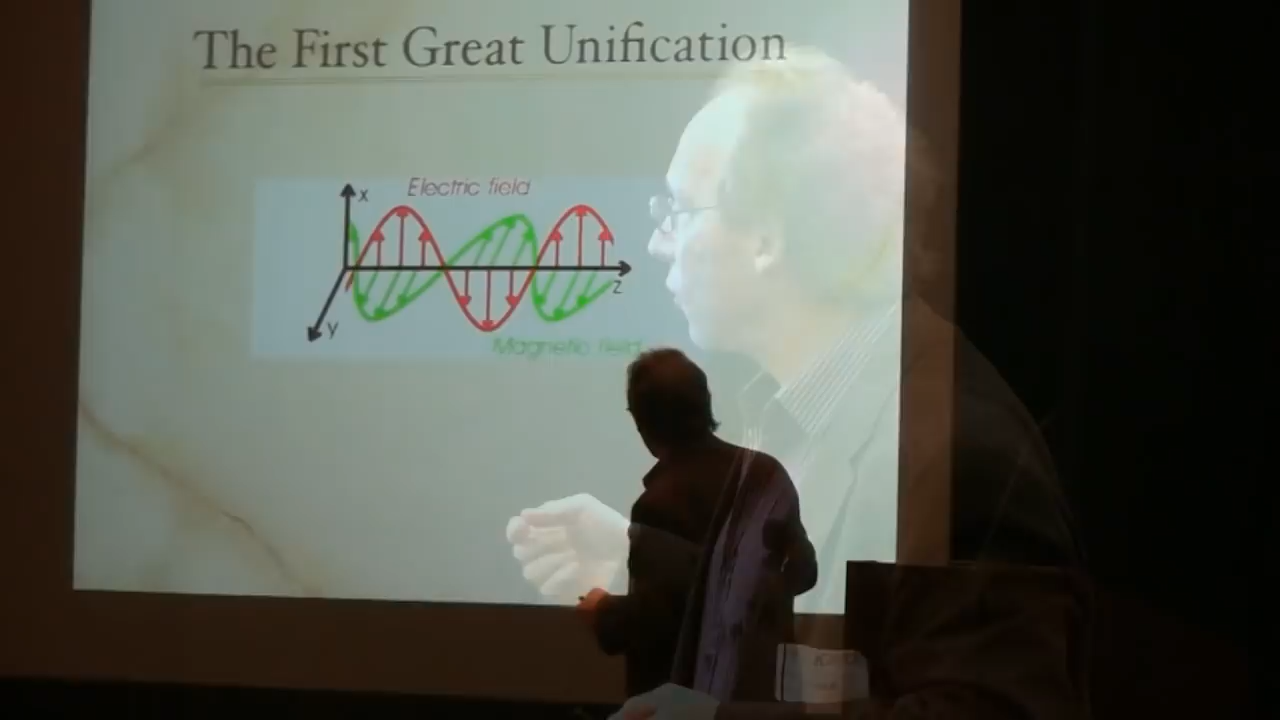 The First Great Unification
Electric field
x
z
y
Magnetic field